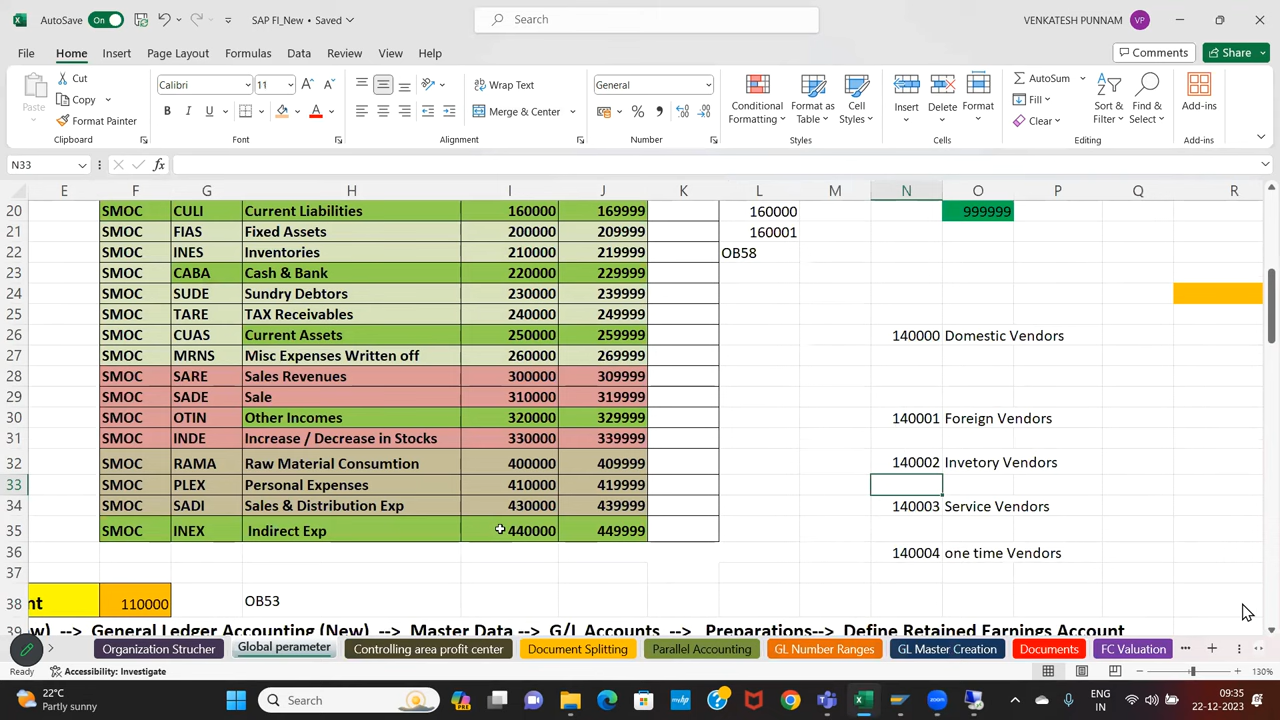 AutoSave On SAP FI_New • Saved Search VENKATESH PUNNAM VP
File Home Insert Page Layout Formulas Data Review View Help Comments Share
Paste Cut Copy Format Painter Clipboard
Calibri 11 B I U A Font
Wrap Text Merge & Center Alignment
General % , Number
Conditional Formatting Format as Table Cell Styles Styles
Insert Delete Format Cells
AutoSum Fill Clear Sort & Filter Find & Select Editing
Add-ins Add-ins
N33 fx
E F G H I J K L M N O P Q R
20 SMOC CULI Current Liabilities 160000 169999 160000 999999
21 SMOC FIAS Fixed Assets 200000 209999 160001
22 SMOC INES Inventories 210000 219999 OB58
23 SMOC CABA Cash & Bank 220000 229999
24 SMOC SUDE Sundry Debtors 230000 239999
25 SMOC TARE TAX Receivables 240000 249999
26 SMOC CUAS Current Assets 250000 259999 140000 Domestic Vendors
27 SMOC MRNS Misc Expenses Written off 260000 269999
28 SMOC SARE Sales Revenues 300000 309999
29 SMOC SADE Sale 310000 319999
30 SMOC OTIN Other Incomes 320000 329999 140001 Foreign Vendors
31 SMOC INDE Increase / Decrease in Stocks 330000 339999
32 SMOC RAMA Raw Material Consumtion 400000 409999 140002 Invetory Vendors
33 SMOC PLEX Personal Expenses 410000 419999
34 SMOC SADI Sales & Distribution Exp 430000 439999 140003 Service Vendors
35 SMOC INEX Indirect Exp 440000 449999
36 140004 one time Vendors
37
38 nt 110000 OB53
39 w) --> General Ledger Accounting (New) --> Master Data --> G/L Accounts --> Preparations--> Define Retained Earnings Account
Organization Strucher Global perameter Controlling area profit center Document Splitting Parallel Accounting GL Number Ranges GL Master Creation Documents FC Valuation
Ready Accessibility: Investigate 130%
22°C Partly sunny Search PRE ENG IN 09:35 22-12-2023